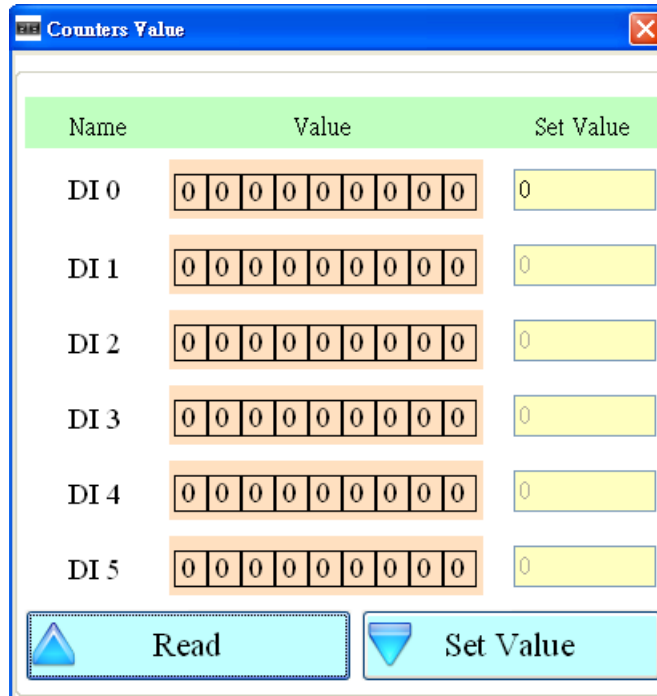 Counters Value
Name Value Set Value
DI 0 0 0 0 0 0 0 0 0 0 0
DI 1 0 0 0 0 0 0 0 0 0 0
DI 2 0 0 0 0 0 0 0 0 0 0
DI 3 0 0 0 0 0 0 0 0 0 0
DI 4 0 0 0 0 0 0 0 0 0 0
DI 5 0 0 0 0 0 0 0 0 0 0
Read Set Value